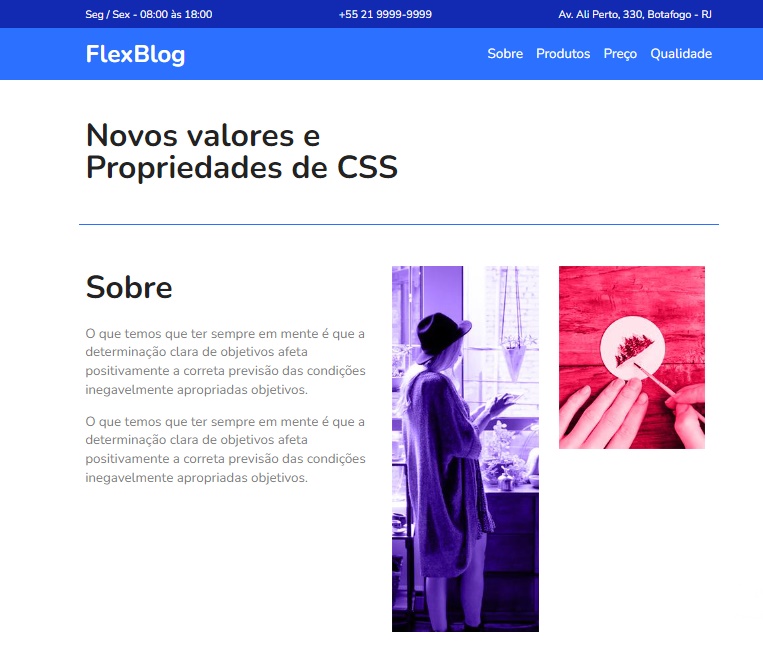 Seg / Sex - 08:00 às 18:00
+55 21 9999-9999
Av. Ali Perto, 330, Botafogo - RJ
FlexBlog
Sobre Produtos Preço Qualidade
Novos valores e
Propriedades de CSS
Sobre
O que temos que ter sempre em mente é que a
determinação clara de objetivos afeta
positivamente a correta previsão das condições
inegavelmente apropriadas objetivos.
O que temos que ter sempre em mente é que a
determinação clara de objetivos afeta
positivamente a correta previsão das condições
inegavelmente apropriadas objetivos.